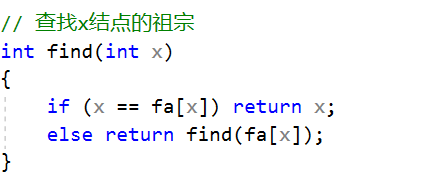 // 查找x结点的祖宗
int find(int x)
{
    if (x == fa[x]) return x;
    else return find(fa[x]);
}